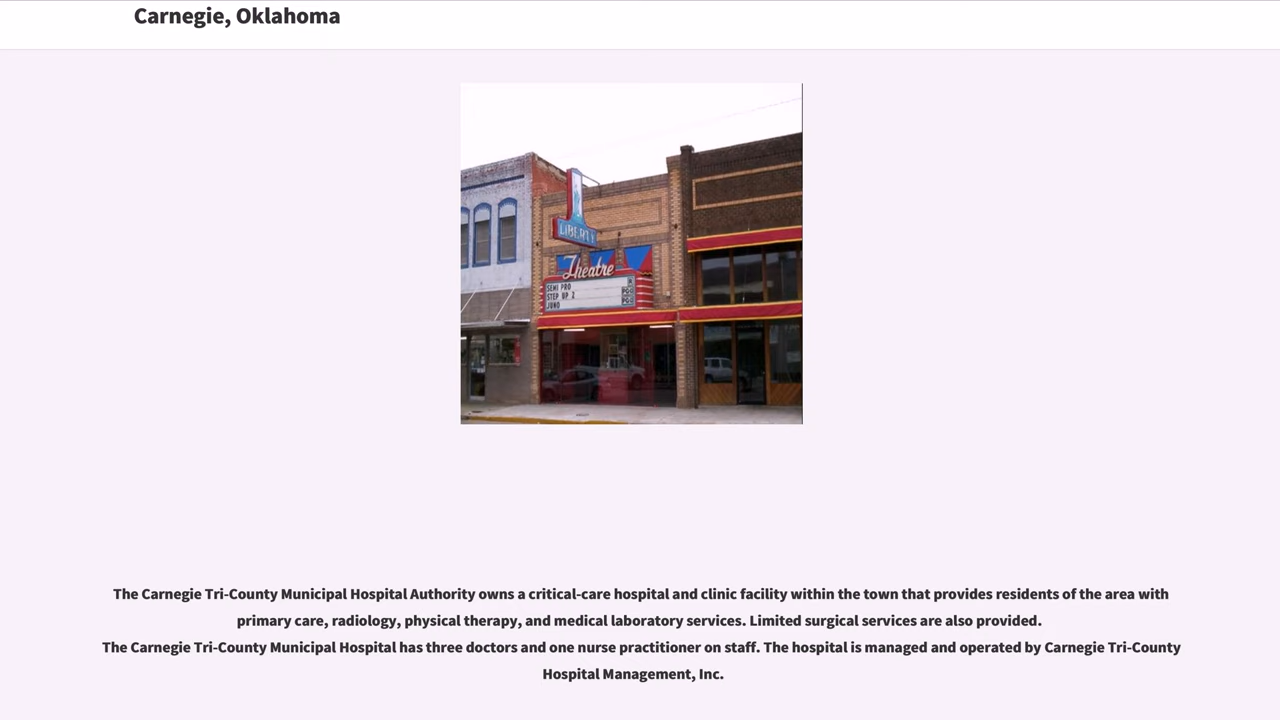 Carnegie, Oklahoma
LIBERTY
Theatre
SEMI PRO
STEP UP 2
JUNO
The Carnegie Tri-County Municipal Hospital Authority owns a critical-care hospital and clinic facility within the town that provides residents of the area with
primary care, radiology, physical therapy, and medical laboratory services. Limited surgical services are also provided.
The Carnegie Tri-County Municipal Hospital has three doctors and one nurse practitioner on staff. The hospital is managed and operated by Carnegie Tri-County
Hospital Management, Inc.